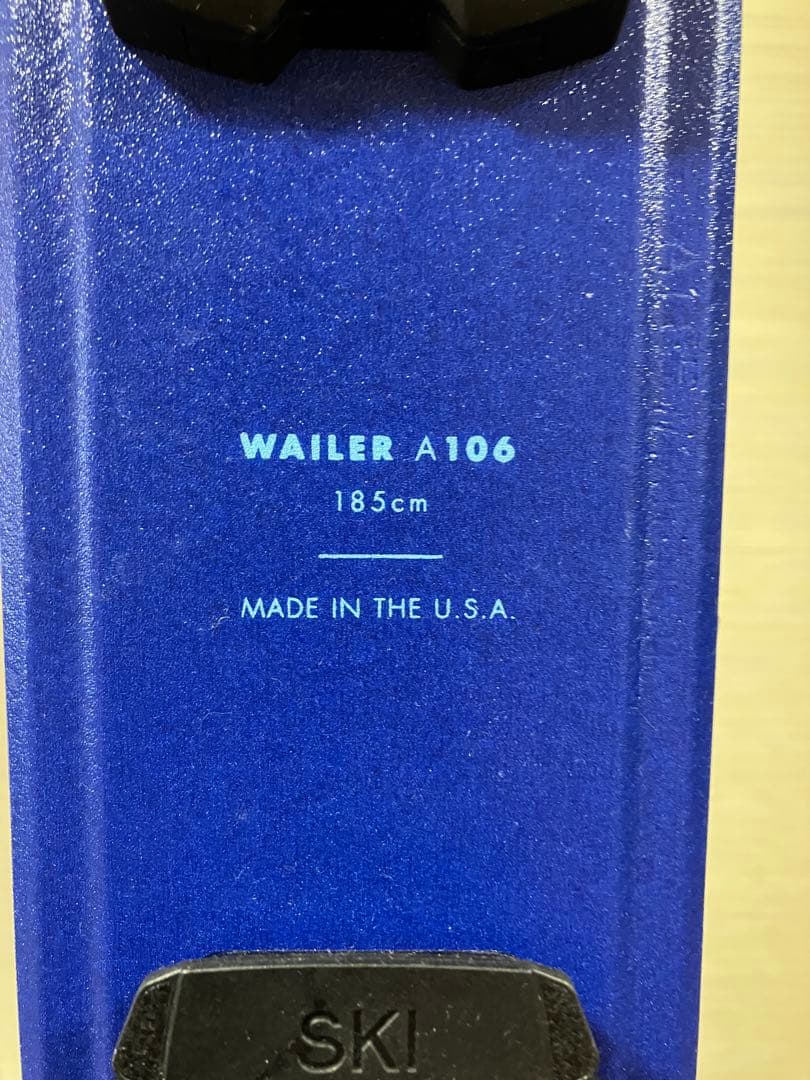 WAILER A106
185cm
MADE IN THE U.S.A.
SKI